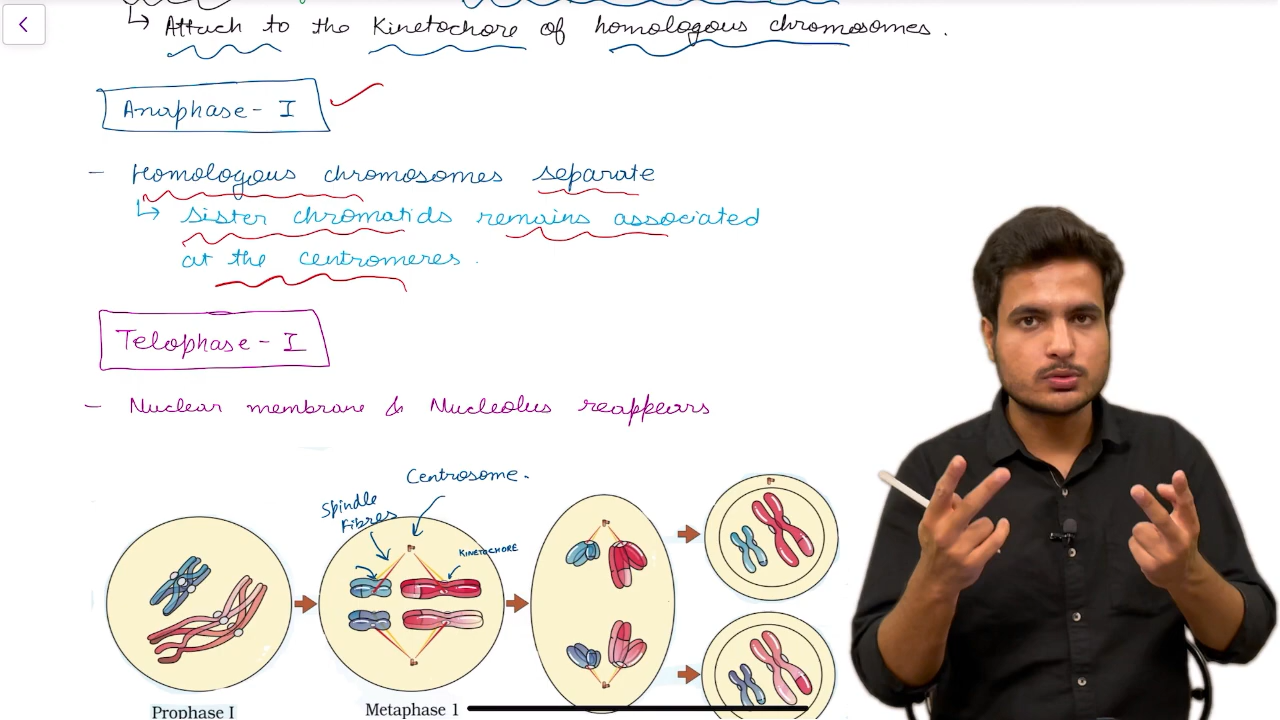 ↳ Attach to the Kinetochore of homologous chromosomes.
Anaphase - I
- Homologous chromosomes separate
↳ sister chromatids remains associated
at the centromeres.
Telophase - I
- Nuclear membrane & Nucleolus reappears
Centrosome.
Spindle
Fibres
KINETOCHORE
Prophase I
Metaphase 1